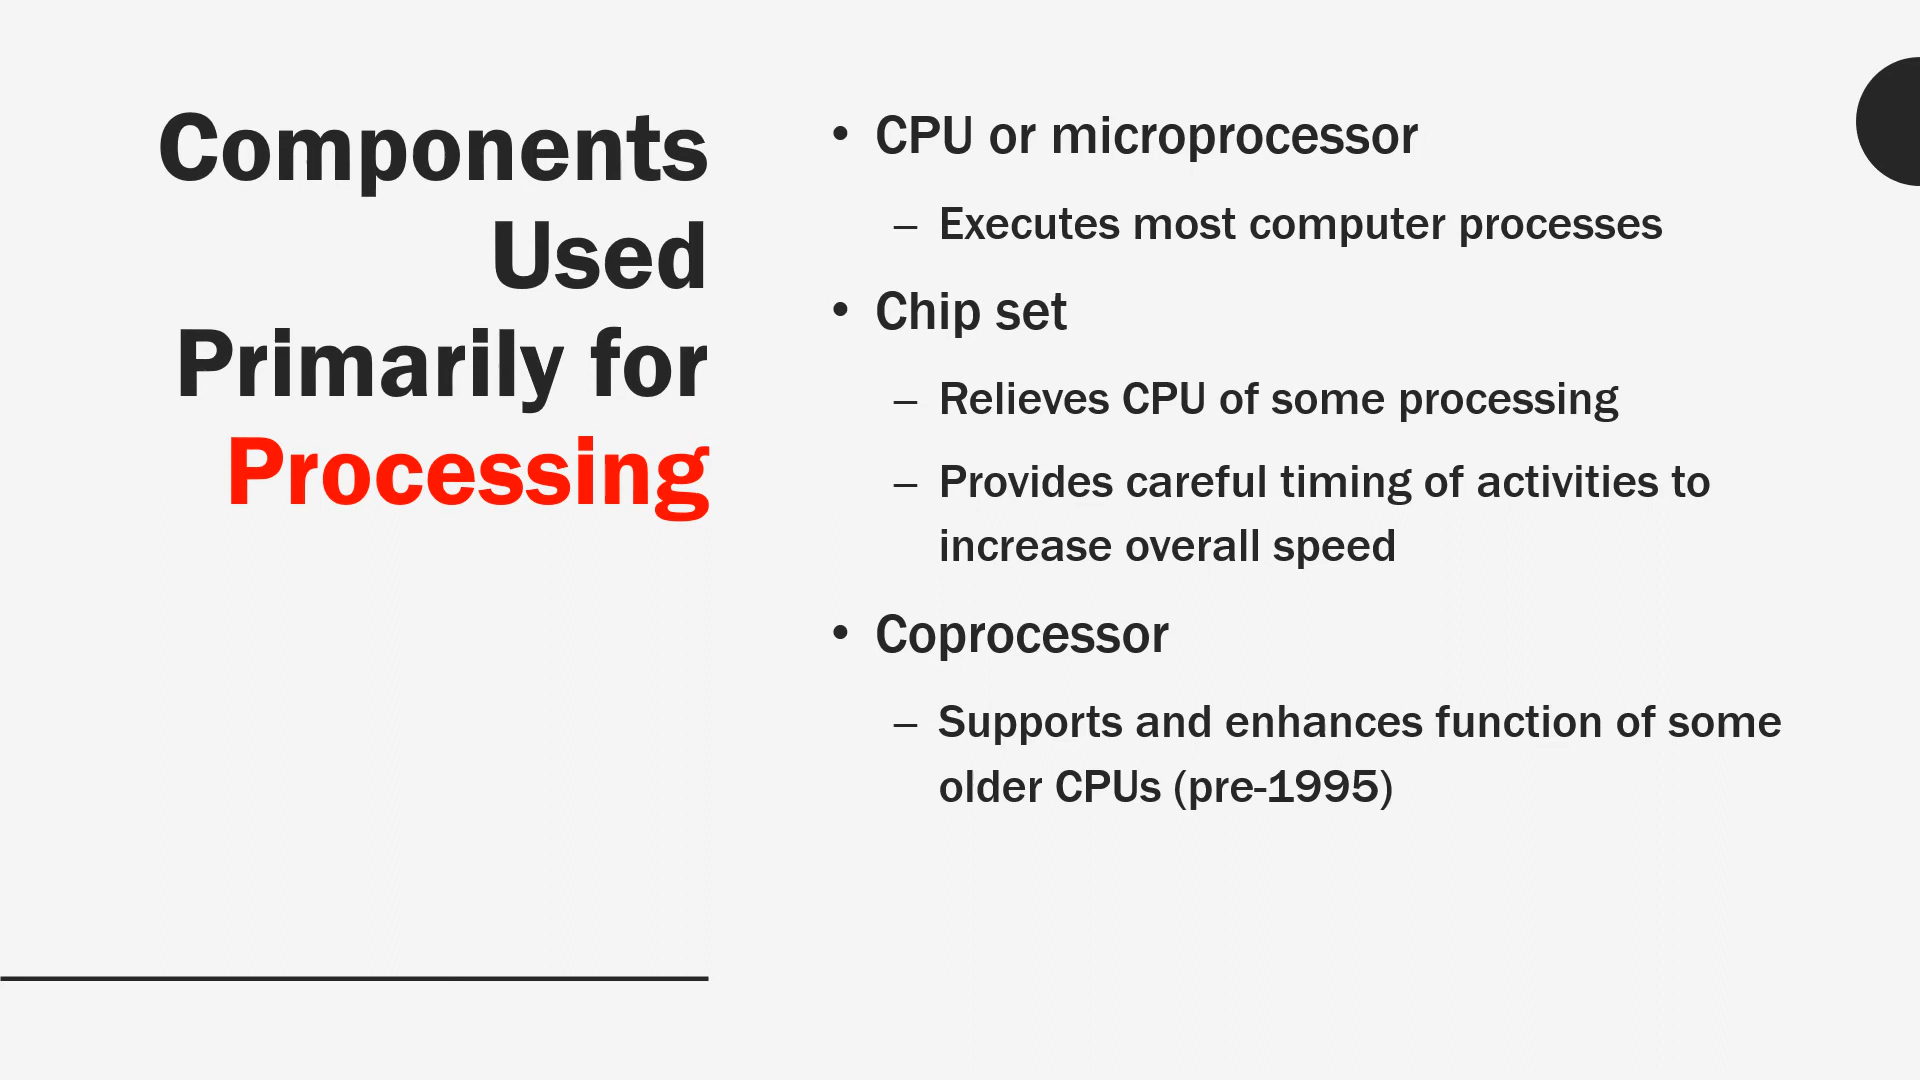 Components
Used
Primarily for
Processing
• CPU or microprocessor
– Executes most computer processes
• Chip set
– Relieves CPU of some processing
– Provides careful timing of activities to
increase overall speed
• Coprocessor
– Supports and enhances function of some
older CPUs (pre-1995)